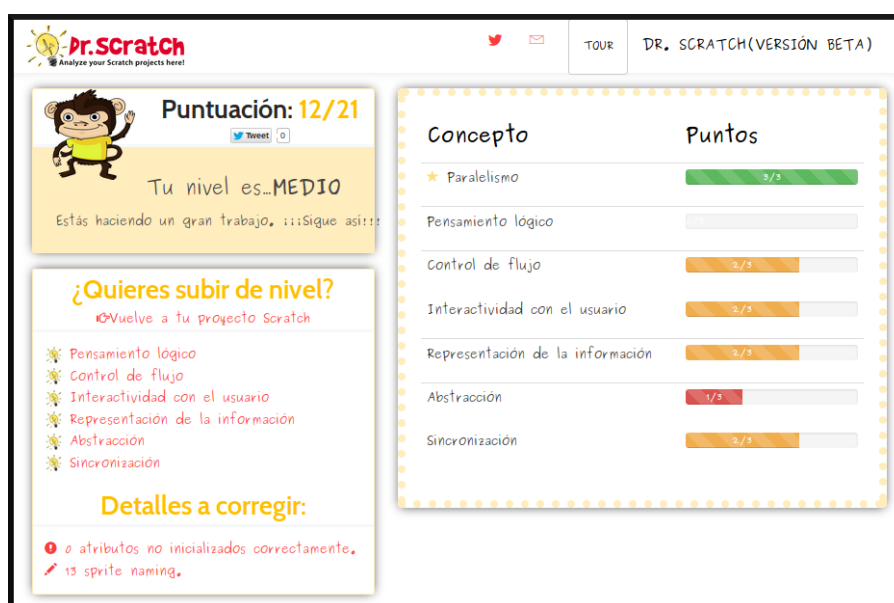 Dr.Scratch
Analyze your Scratch projects here!
TOUR
DR. SCRATCH(VERSIÓN BETA)
Puntuación: 12/21
Tweet 0
Tu nivel es...MEDIO
Estás haciendo un gran trabajo. ¡¡¡Sigue así!!!
¿Quieres subir de nivel?
Vuelve a tu proyecto Scratch
Pensamiento lógico
Control de flujo
Interactividad con el usuario
Representación de la información
Abstracción
Sincronización
Detalles a corregir:
0 atributos no inicializados correctamente.
13 sprite naming.
Concepto Puntos
Paralelismo 3/3
Pensamiento lógico
Control de flujo 2/3
Interactividad con el usuario 2/3
Representación de la información 2/3
Abstracción 1/3
Sincronización 2/3